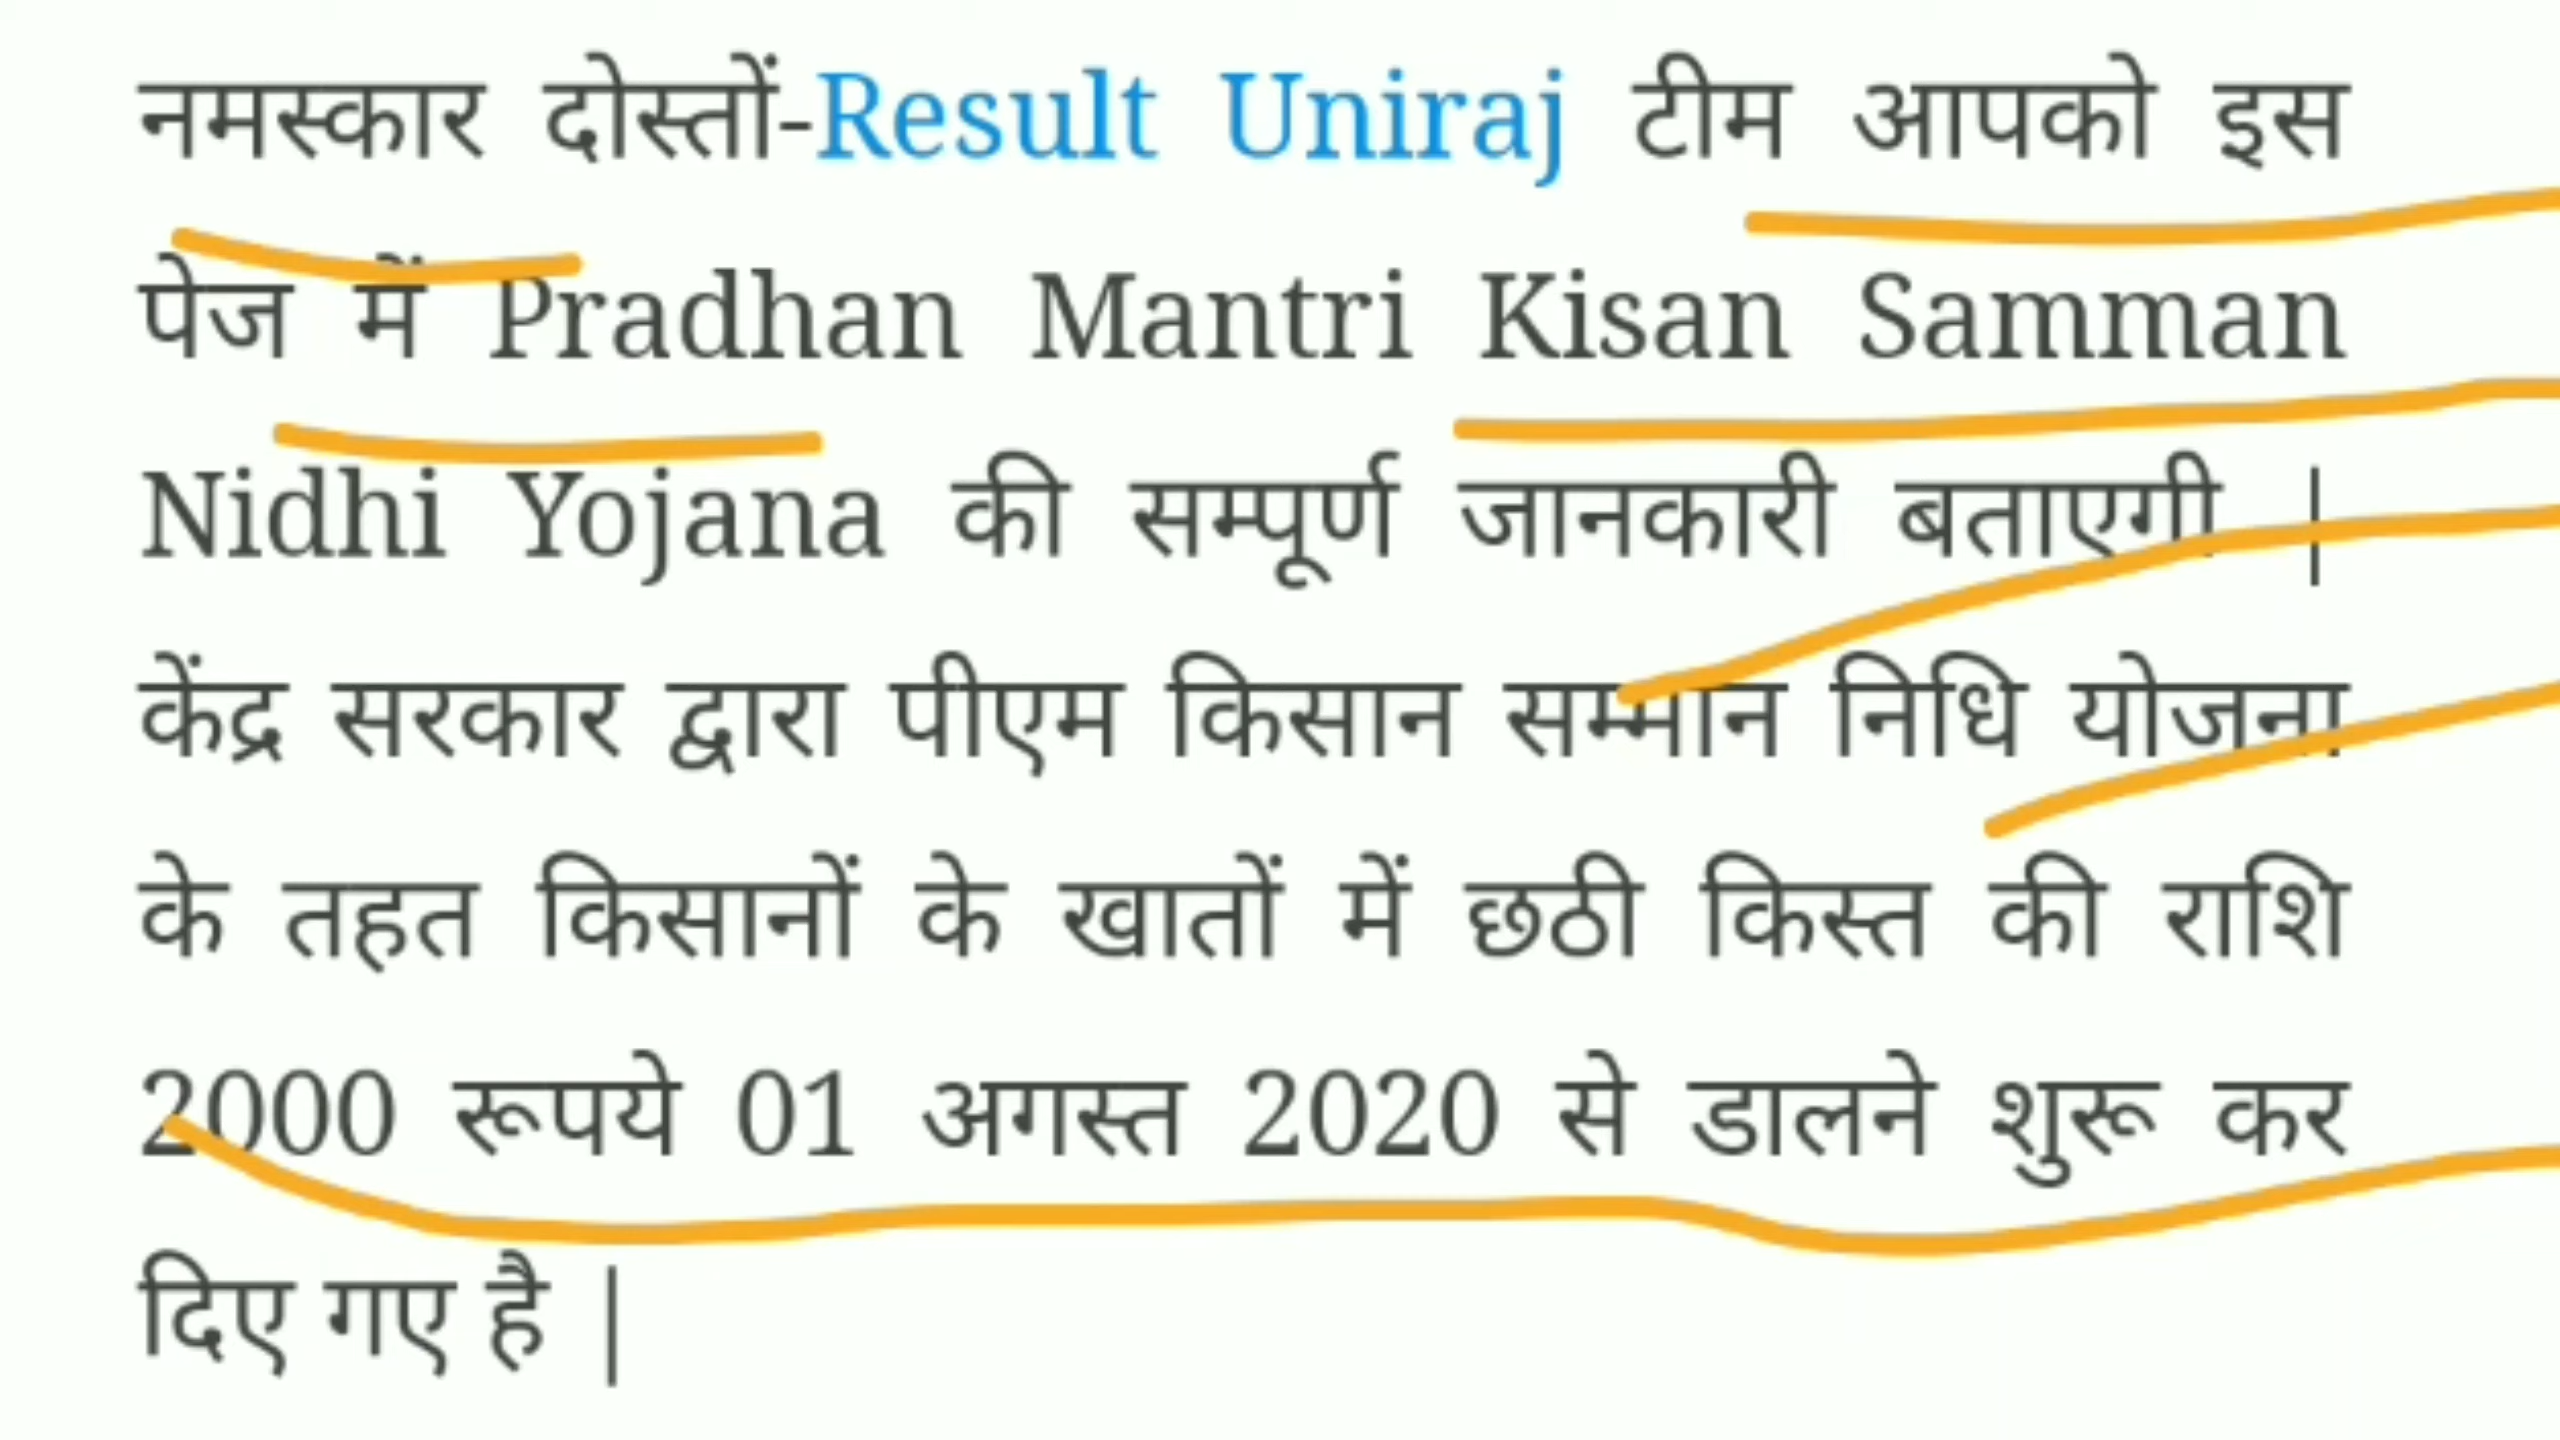 नमस्कार दोस्तों-Result Uniraj टीम आपको इस
पेज में Pradhan Mantri Kisan Samman
Nidhi Yojana की सम्पूर्ण जानकारी बताएगी |
केंद्र सरकार द्वारा पीएम किसान सम्मान निधि योजना
के तहत किसानों के खातों में छठी किस्त की राशि
2000 रूपये 01 अगस्त 2020 से डालने शुरू कर
दिए गए है |